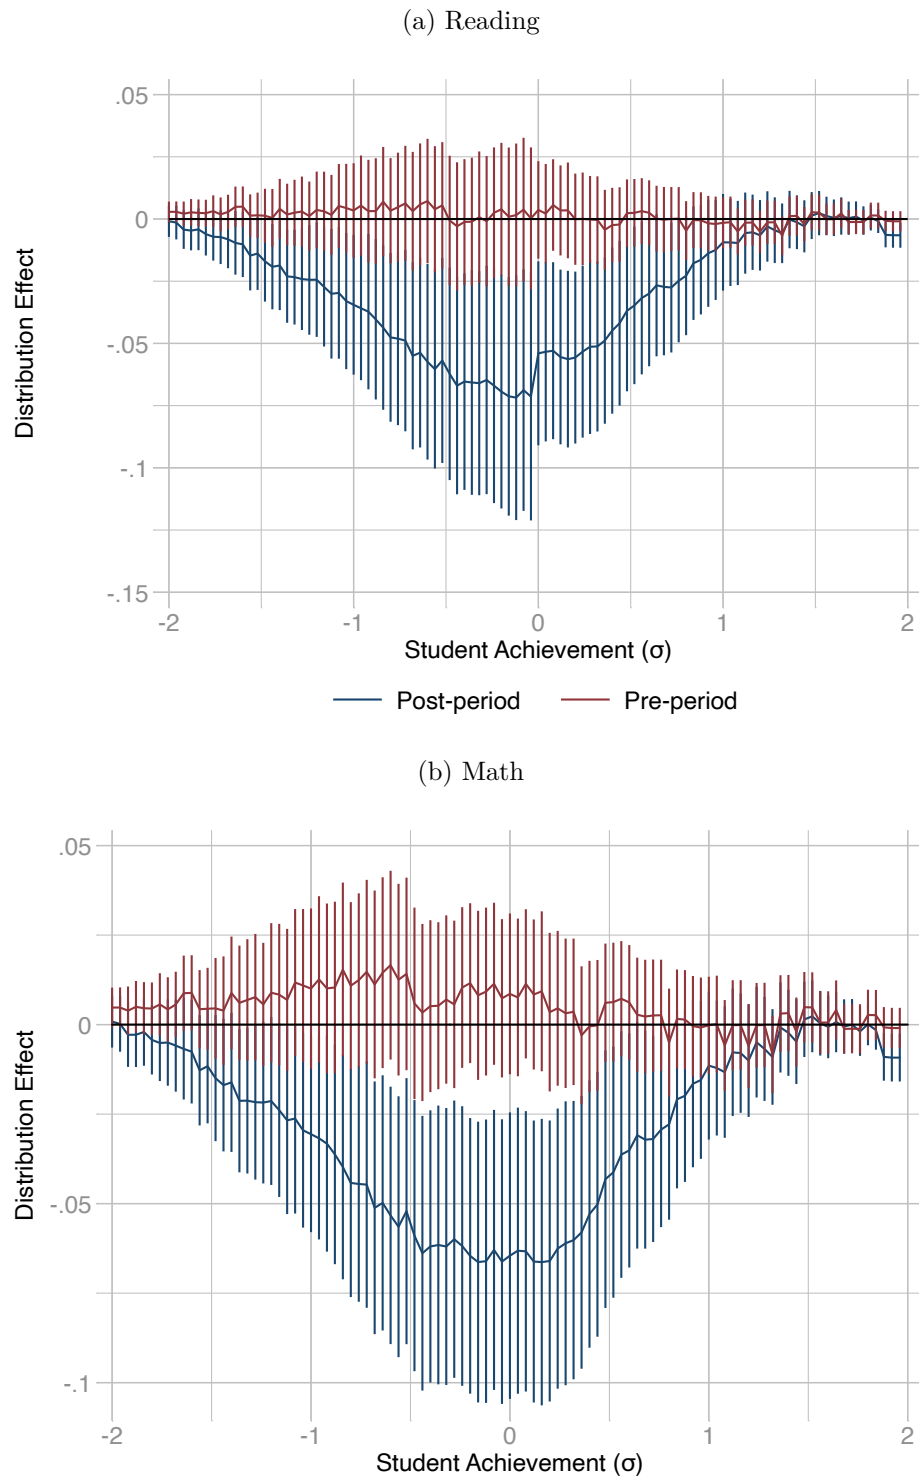 (a) Reading
.05
0
-.05
-.1
-.15
Distribution Effect
-2 -1 0 1 2
Student Achievement (σ)
Post-period Pre-period
(b) Math
.05
0
-.05
-.1
Distribution Effect
-2 -1 0 1 2
Student Achievement (σ)